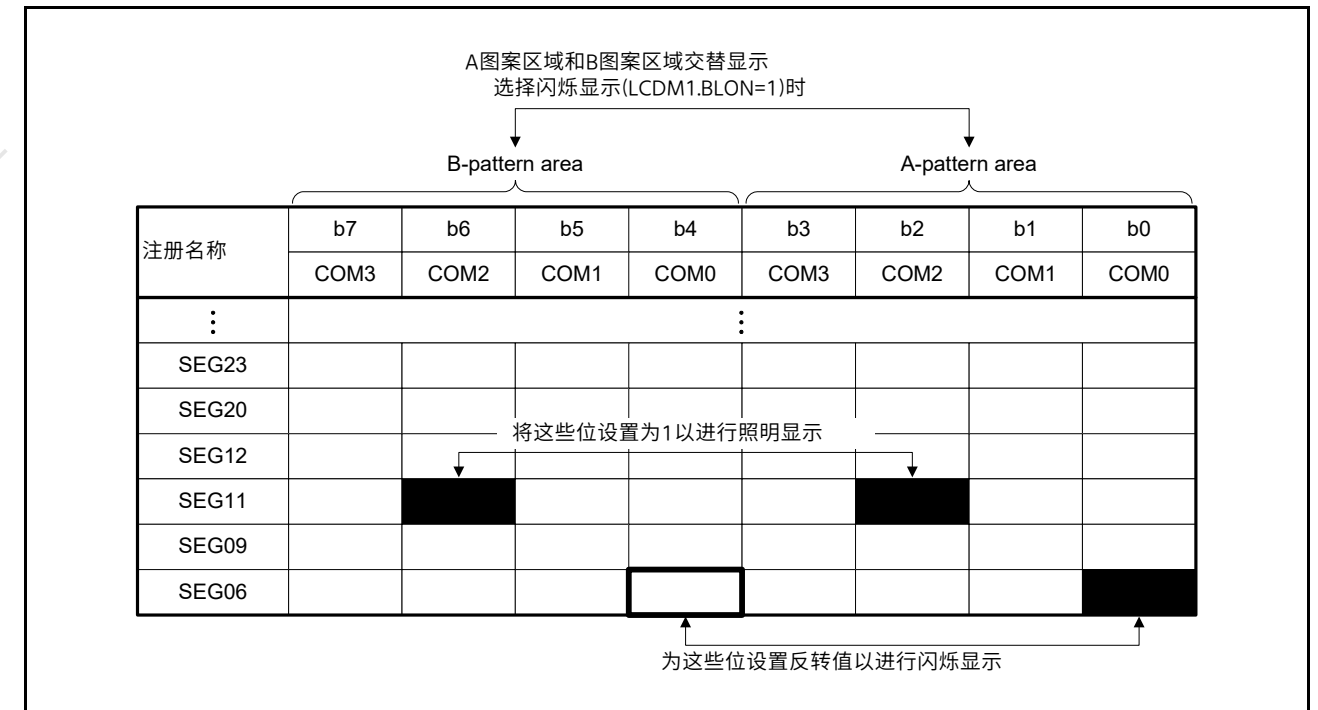 A图案区域和B图案区域交替显示
选择闪烁显示(LCDM1.BLON=1)时
B-pattern area A-pattern area
注册名称 b7 b6 b5 b4 b3 b2 b1 b0
COM3 COM2 COM1 COM0 COM3 COM2 COM1 COM0
SEG23
SEG20
将这些位设置为1以进行照明显示
SEG12
SEG11
SEG09
SEG06
为这些位设置反转值以进行闪烁显示